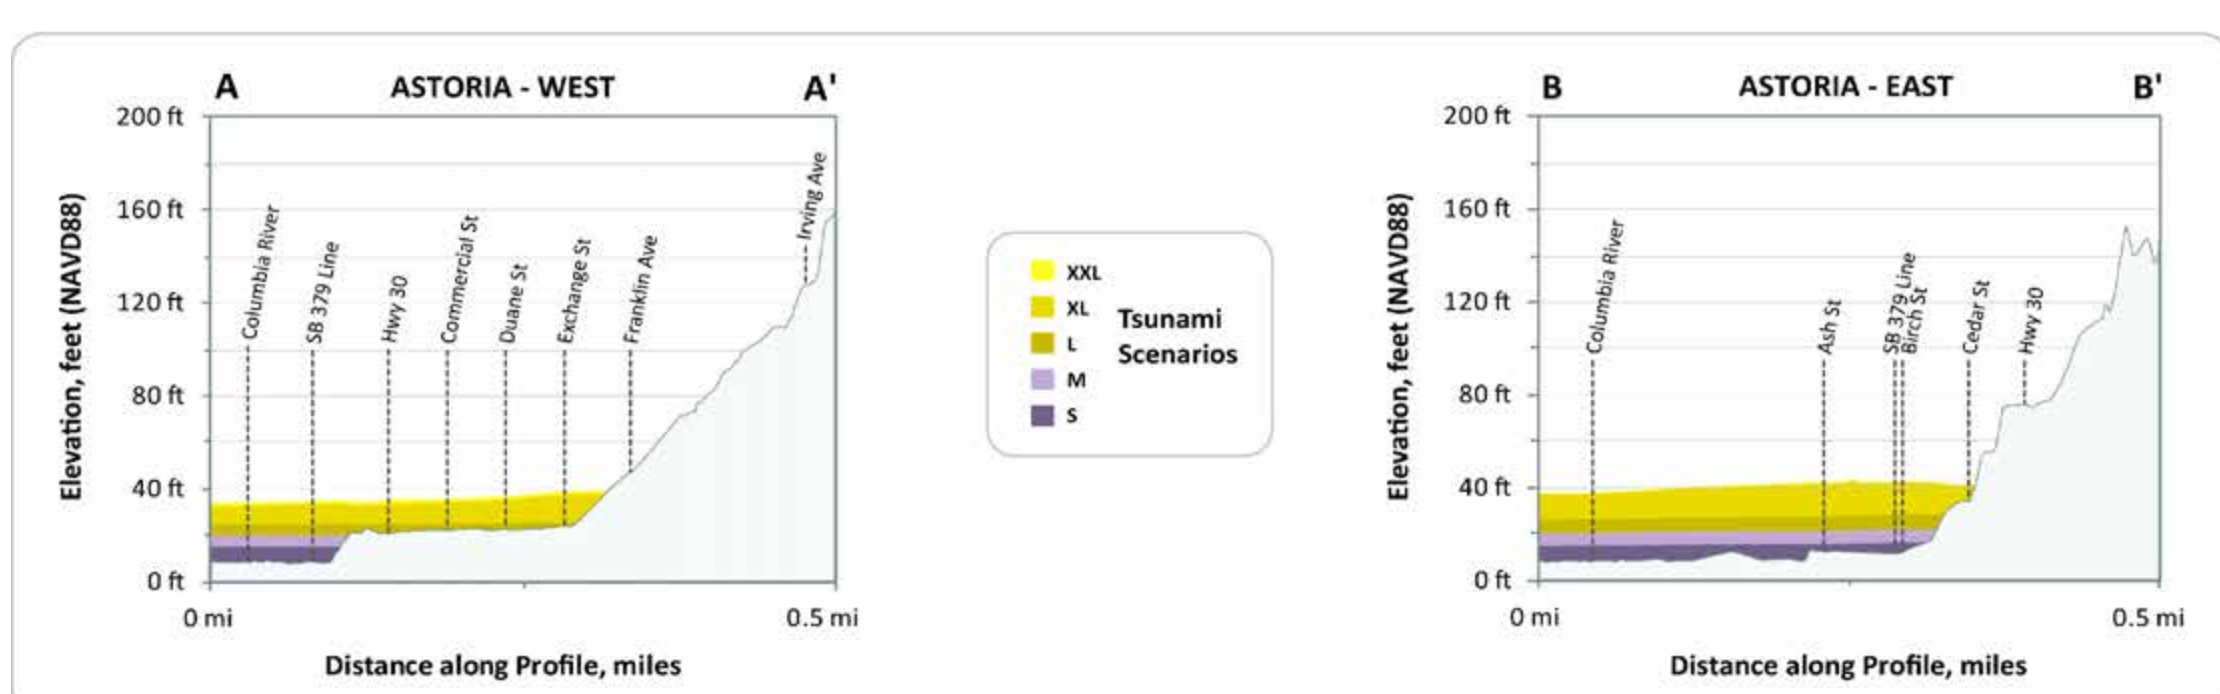 A ASTORIA - WEST A'
200 ft
160 ft
120 ft
80 ft
40 ft
0 ft
Elevation, feet (NAVD88)
Columbia River
SB 379 Line
Hwy 30
Commercial St
Duane St
Exchange St
Franklin Ave
Irving Ave
0 mi 0.5 mi
Distance along Profile, miles
XXL
XL
L
M
S
Tsunami
Scenarios
B ASTORIA - EAST B'
200 ft
160 ft
120 ft
80 ft
40 ft
0 ft
Elevation, feet (NAVD88)
Columbia River
Ash St
SB 379 Line
Birch St
Cedar St
Hwy 30
0 mi 0.5 mi
Distance along Profile, miles